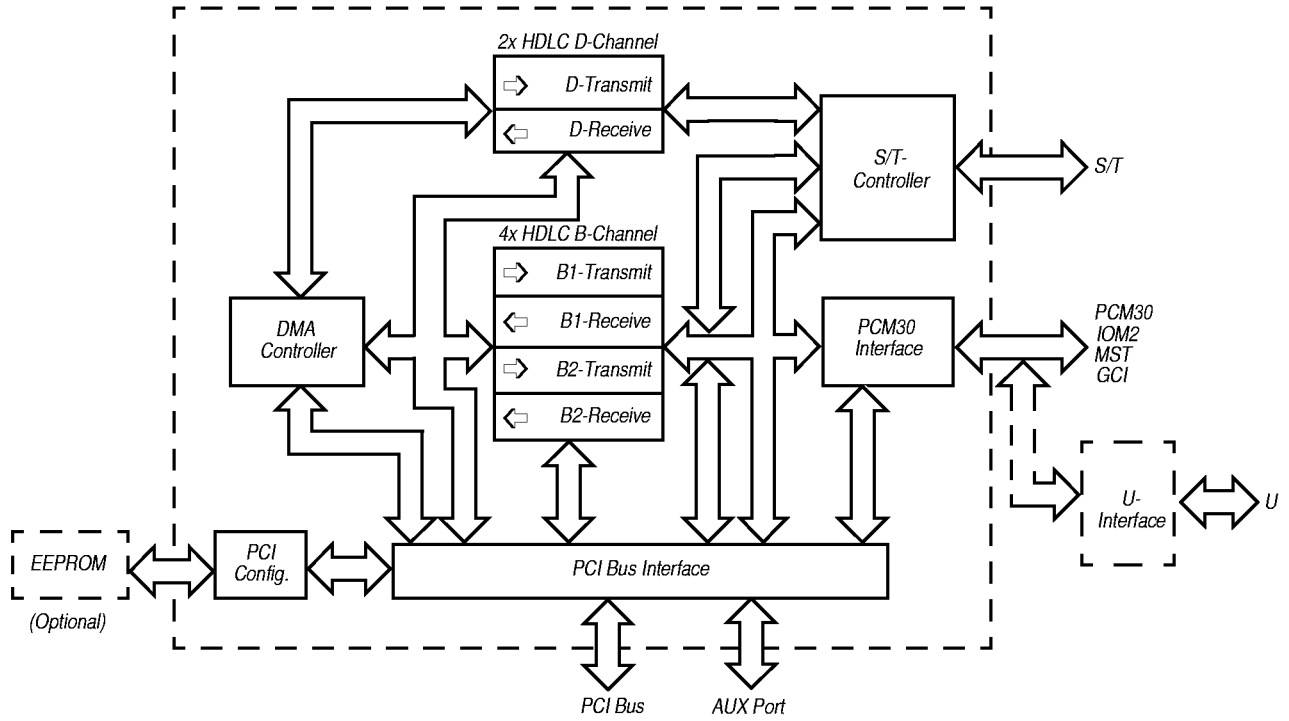 2x HDLC D-Channel
D-Transmit
D-Receive
S/T-
Controller
S/T
4x HDLC B-Channel
B1-Transmit
B1-Receive
B2-Transmit
B2-Receive
DMA
Controller
PCM30
Interface
PCM30
IOM2
MST
GCI
U-
Interface
U
EEPROM
(Optional)
PCI
Config.
PCI Bus Interface
PCI Bus
AUX Port